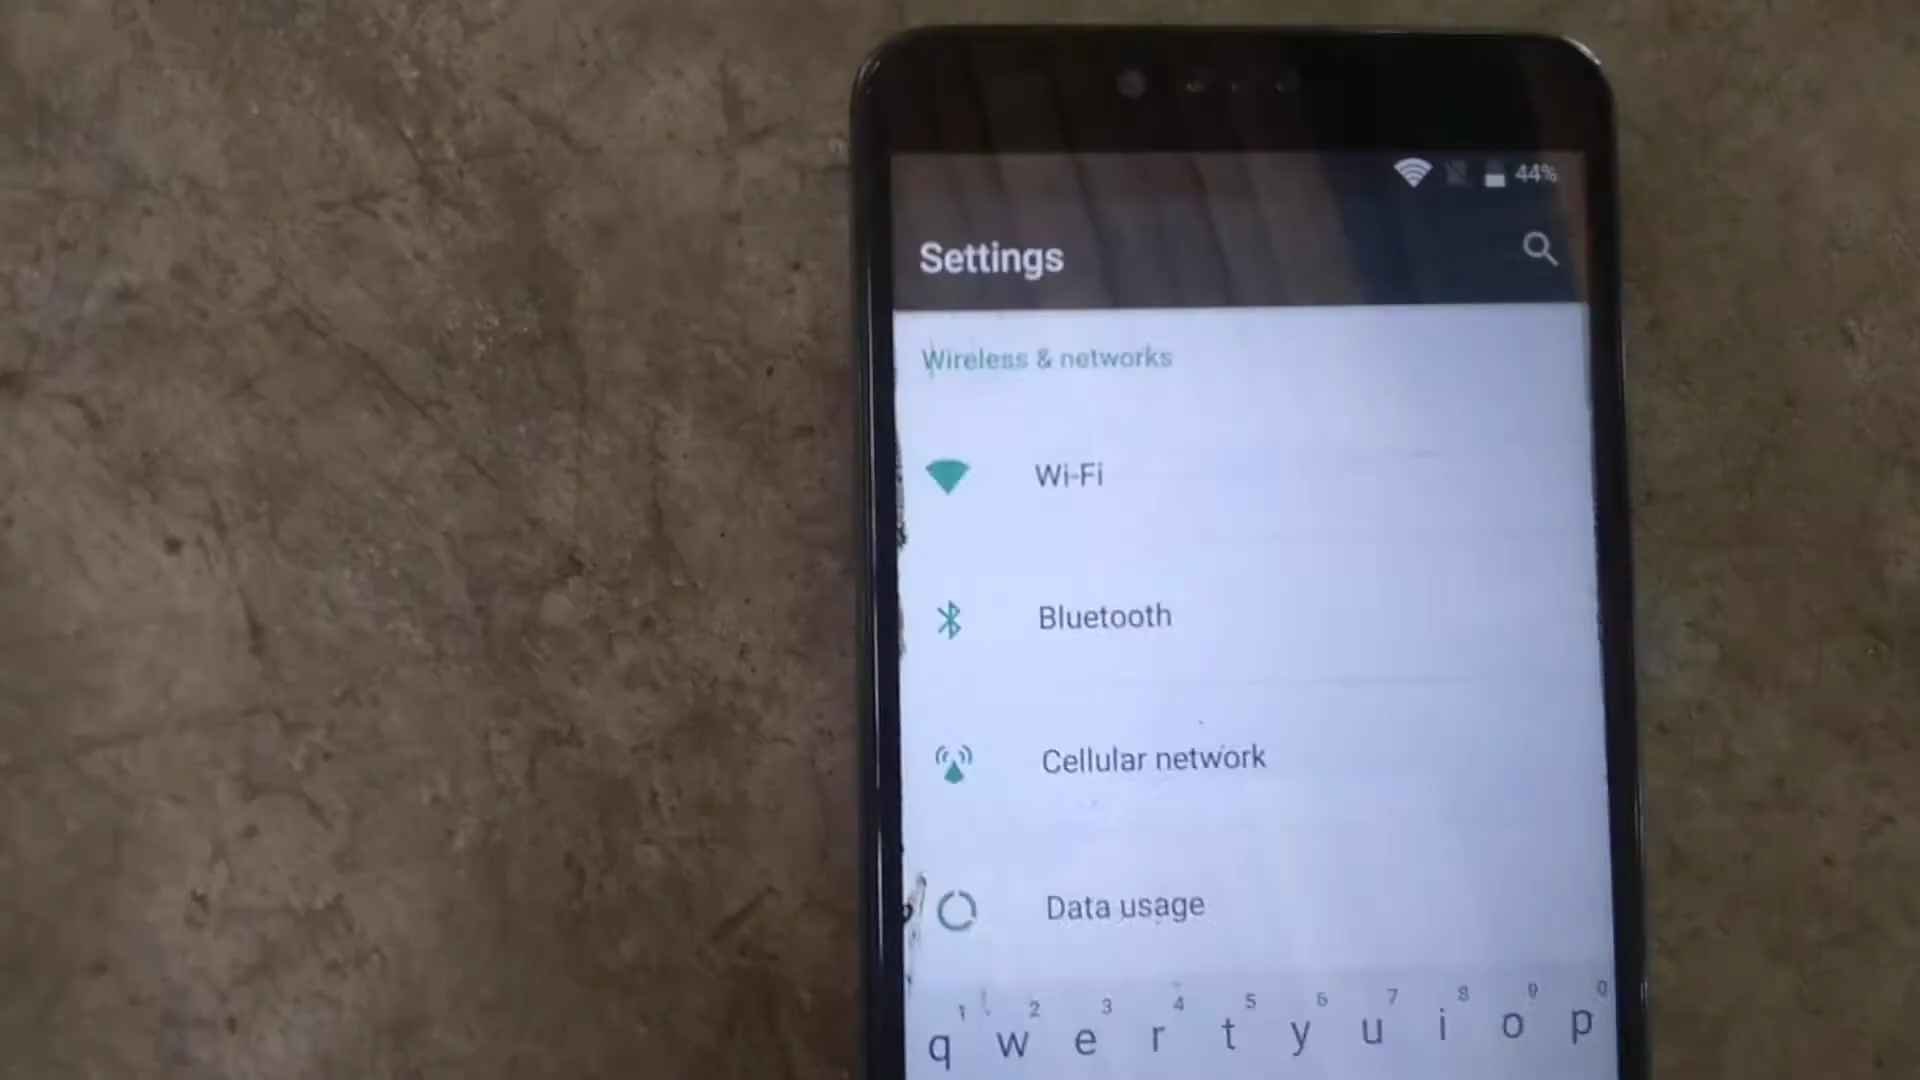 44%
Settings
Wireless & networks
Wi-Fi
Bluetooth
Cellular network
Data usage
1 2 3 4 5 6 7 8 9 0
q w e r t y u i o p